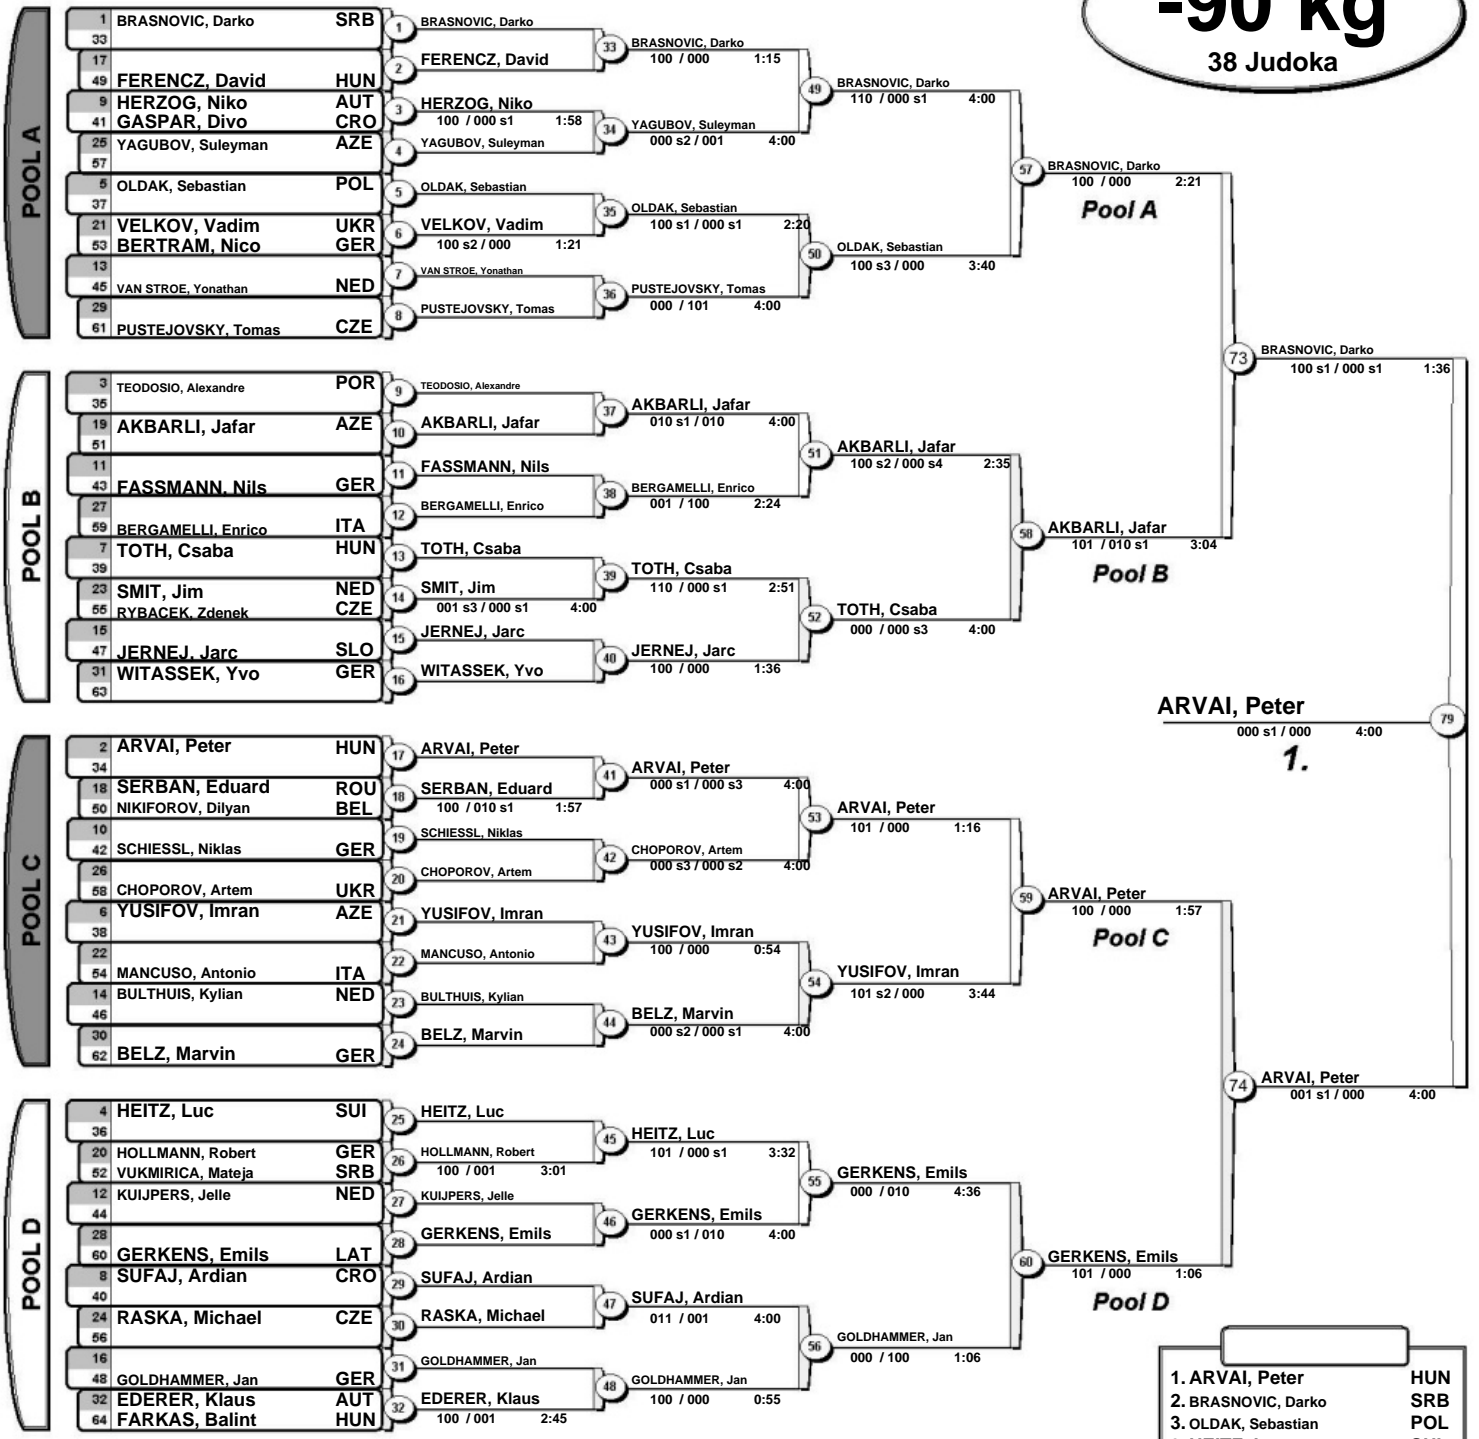 -90 kg
38 Judoka
POOL A
1 BRASNOVIC, Darko SRB
33
17
49 FERENCZ, David HUN
9 HERZOG, Niko AUT
41 GASPAR, Divo CRO
25 YAGUBOV, Suleyman AZE
57
5 OLDAK, Sebastian POL
37
21 VELKOV, Vadim UKR
53 BERTRAM, Nico GER
13
45 VAN STROE, Yonathan NED
29
61 PUSTEJOVSKY, Tomas CZE
1 BRASNOVIC, Darko
2 FERENCZ, David
3 HERZOG, Niko
100 / 000 s1 1:58
4 YAGUBOV, Suleyman
5 OLDAK, Sebastian
6 VELKOV, Vadim
100 s2 / 000 1:21
7 VAN STROE, Yonathan
8 PUSTEJOVSKY, Tomas
33 BRASNOVIC, Darko
100 / 000 1:15
34 YAGUBOV, Suleyman
000 s2 / 001 4:00
35 OLDAK, Sebastian
100 s1 / 000 s1 2:20
36 PUSTEJOVSKY, Tomas
000 / 101 4:00
49 BRASNOVIC, Darko
110 / 000 s1 4:00
50 OLDAK, Sebastian
100 s3 / 000 3:40
57 BRASNOVIC, Darko
100 / 000 2:21
Pool A
POOL B
3 TEODOSIO, Alexandre POR
35
19 AKBARLI, Jafar AZE
51
11
43 FASSMANN, Nils GER
27
59 BERGAMELLI, Enrico ITA
7 TOTH, Csaba HUN
39
23 SMIT, Jim NED
55 RYBACEK, Zdenek CZE
15
47 JERNEJ, Jarc SLO
31 WITASSEK, Yvo GER
63
9 TEODOSIO, Alexandre
10 AKBARLI, Jafar
11 FASSMANN, Nils
12 BERGAMELLI, Enrico
13 TOTH, Csaba
14 SMIT, Jim
001 s3 / 000 s1 4:00
15 JERNEJ, Jarc
16 WITASSEK, Yvo
37 AKBARLI, Jafar
010 s1 / 010 4:00
38 BERGAMELLI, Enrico
001 / 100 2:24
39 TOTH, Csaba
110 / 000 s1 2:51
40 JERNEJ, Jarc
100 / 000 1:36
51 AKBARLI, Jafar
100 s2 / 000 s4 2:35
52 TOTH, Csaba
000 / 000 s3 4:00
58 AKBARLI, Jafar
101 / 010 s1 3:04
Pool B
73 BRASNOVIC, Darko
100 s1 / 000 s1 1:36
ARVAI, Peter 79
000 s1 / 000 4:00
1.
POOL C
2 ARVAI, Peter HUN
34
18 SERBAN, Eduard ROU
50 NIKIFOROV, Dilyan BEL
10
42 SCHIESSL, Niklas GER
26
58 CHOPOROV, Artem UKR
6 YUSIFOV, Imran AZE
38
22
54 MANCUSO, Antonio ITA
14 BULTHUIS, Kylian NED
46
30
62 BELZ, Marvin GER
17 ARVAI, Peter
18 SERBAN, Eduard
100 / 010 s1 1:57
19 SCHIESSL, Niklas
20 CHOPOROV, Artem
21 YUSIFOV, Imran
22 MANCUSO, Antonio
23 BULTHUIS, Kylian
24 BELZ, Marvin
41 ARVAI, Peter
000 s1 / 000 s3 4:00
42 CHOPOROV, Artem
000 s3 / 000 s2 4:00
43 YUSIFOV, Imran
100 / 000 0:54
44 BELZ, Marvin
000 s2 / 000 s1 4:00
53 ARVAI, Peter
101 / 000 1:16
54 YUSIFOV, Imran
101 s2 / 000 3:44
59 ARVAI, Peter
100 / 000 1:57
Pool C
POOL D
4 HEITZ, Luc SUI
36
20 HOLLMANN, Robert GER
52 VUKMIRICA, Mateja SRB
12 KUIJPERS, Jelle NED
44
28
60 GERKENS, Emils LAT
8 SUFAJ, Ardian CRO
40
24 RASKA, Michael CZE
56
16
48 GOLDHAMMER, Jan GER
32 EDERER, Klaus AUT
64 FARKAS, Balint HUN
25 HEITZ, Luc
26 HOLLMANN, Robert
100 / 001 3:01
27 KUIJPERS, Jelle
28 GERKENS, Emils
29 SUFAJ, Ardian
30 RASKA, Michael
31 GOLDHAMMER, Jan
32 EDERER, Klaus
100 / 001 2:45
45 HEITZ, Luc
101 / 000 s1 3:32
46 GERKENS, Emils
000 s1 / 010 4:00
47 SUFAJ, Ardian
011 / 001 4:00
48 GOLDHAMMER, Jan
100 / 000 0:55
55 GERKENS, Emils
000 / 010 4:36
56 GOLDHAMMER, Jan
000 / 100 1:06
60 GERKENS, Emils
101 / 000 1:06
Pool D
74 ARVAI, Peter
001 s1 / 000 4:00
1. ARVAI, Peter HUN
2. BRASNOVIC, Darko SRB
3. OLDAK, Sebastian POL